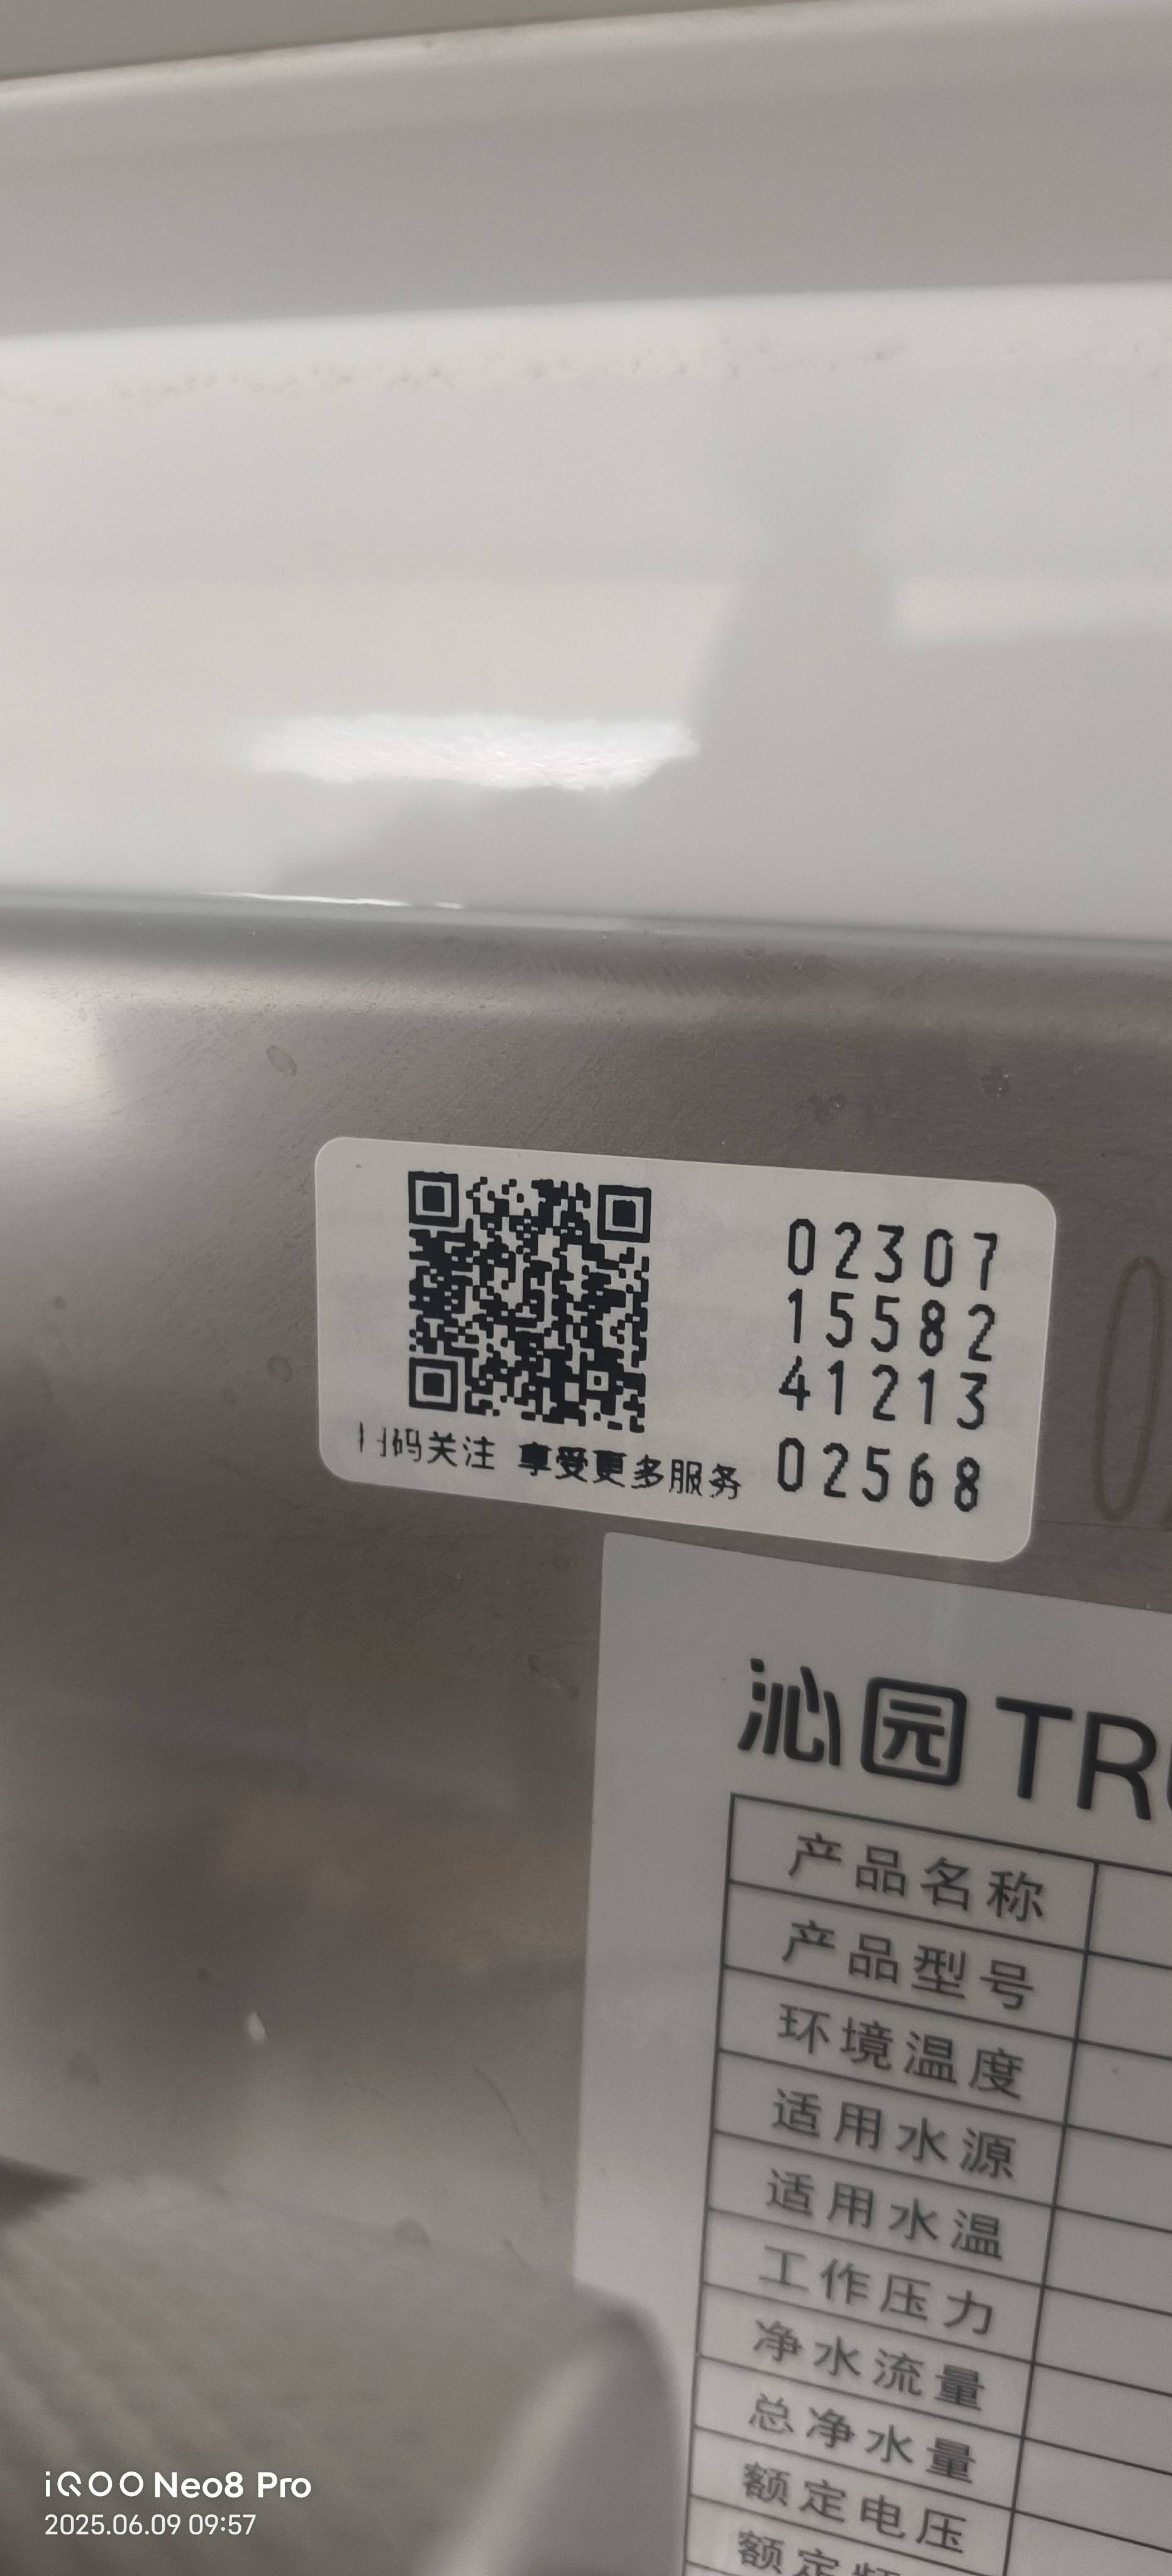 02307
15582
41213
02568
码关注 享受更多服务
沁园 TR
产品名称
产品型号
环境温度
适用水源
适用水温
工作压力
净水流量
总净水量
额定电压
额定
iQOO Neo8 Pro
2025.06.09 09:57